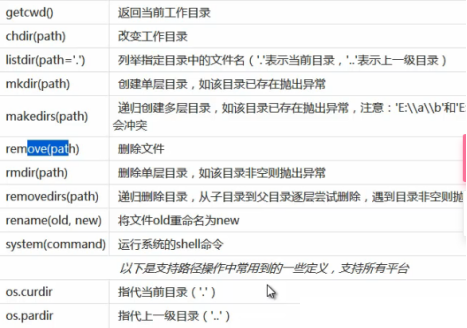 getcwd() 返回当前工作目录
chdir(path) 改变工作目录
listdir(path='.') 列举指定目录中的文件名（'.'表示当前目录，'..'表示上一级目录）
mkdir(path) 创建单层目录，如该目录已存在抛出异常
makedirs(path) 递归创建多层目录，如该目录已存在抛出异常，注意：'E:\\a\\b'和'E
会冲突
remove(path) 删除文件
rmdir(path) 删除单层目录，如该目录非空则抛出异常
removedirs(path) 递归删除目录，从子目录到父目录逐层尝试删除，遇到目录非空则抛
rename(old, new) 将文件old重命名为new
system(command) 运行系统的shell命令
以下是支持路径操作中常用到的一些定义，支持所有平台
os.curdir 指代当前目录（'.'）
os.pardir 指代上一级目录（'..'）